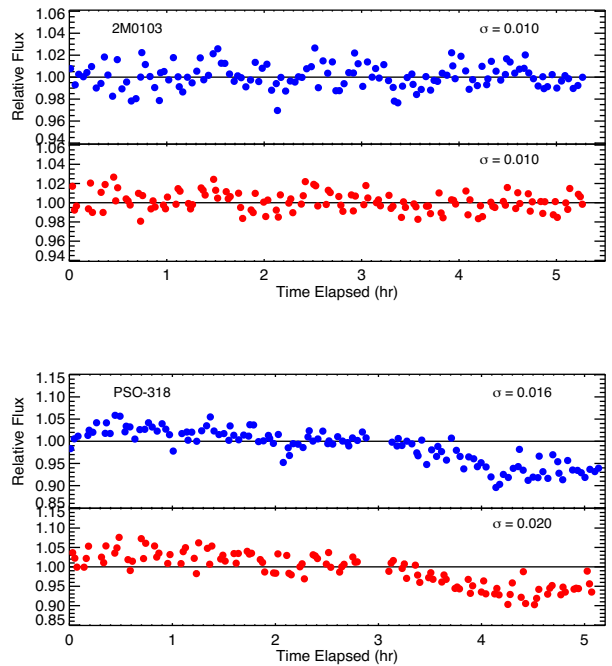 2M0103
σ = 0.010
Relative Flux
1.06
1.04
1.02
1.00
0.98
0.96
0.94
σ = 0.010
1.06
1.04
1.02
1.00
0.98
0.96
0.94
0 1 2 3 4 5
Time Elapsed (hr)
PSO-318
σ = 0.016
Relative Flux
1.15
1.10
1.05
1.00
0.95
0.90
0.85
σ = 0.020
1.15
1.10
1.05
1.00
0.95
0.90
0.85
0 1 2 3 4 5
Time Elapsed (hr)